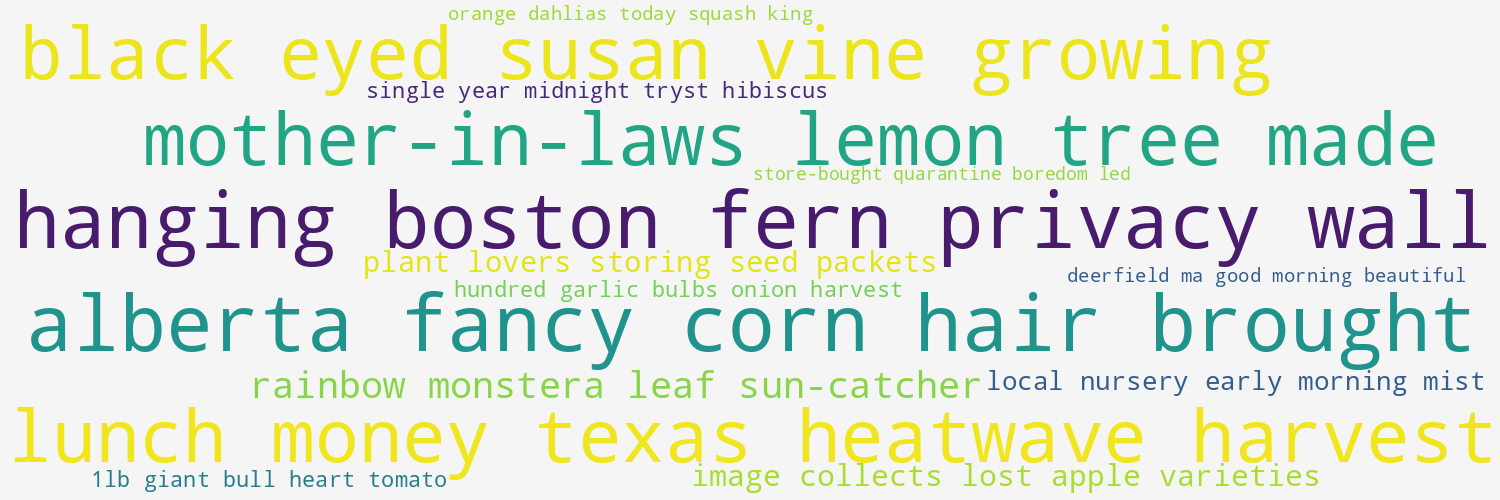 orange dahlias today squash king
black eyed susan vine growing
single year midnight tryst hibiscus
mother-in-laws lemon tree made
store-bought quarantine boredom led
hanging boston fern privacy wall
plant lovers storing seed packets
deerfield ma good morning beautiful
hundred garlic bulbs onion harvest
alberta fancy corn hair brought
rainbow monstera leaf sun-catcher
local nursery early morning mist
lunch money texas heatwave harvest
1lb giant bull heart tomato
image collects lost apple varieties